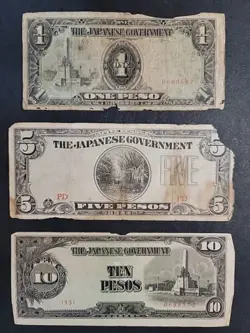 1
THE JAPANESE GOVERNMENT
1
ONE PESO
5
THE JAPANESE GOVERNMENT
5
FIVE
PD
PD
5
FIVE PESOS
5
THE JAPANESE GOVERNMENT
10
10
TEN
PESOS